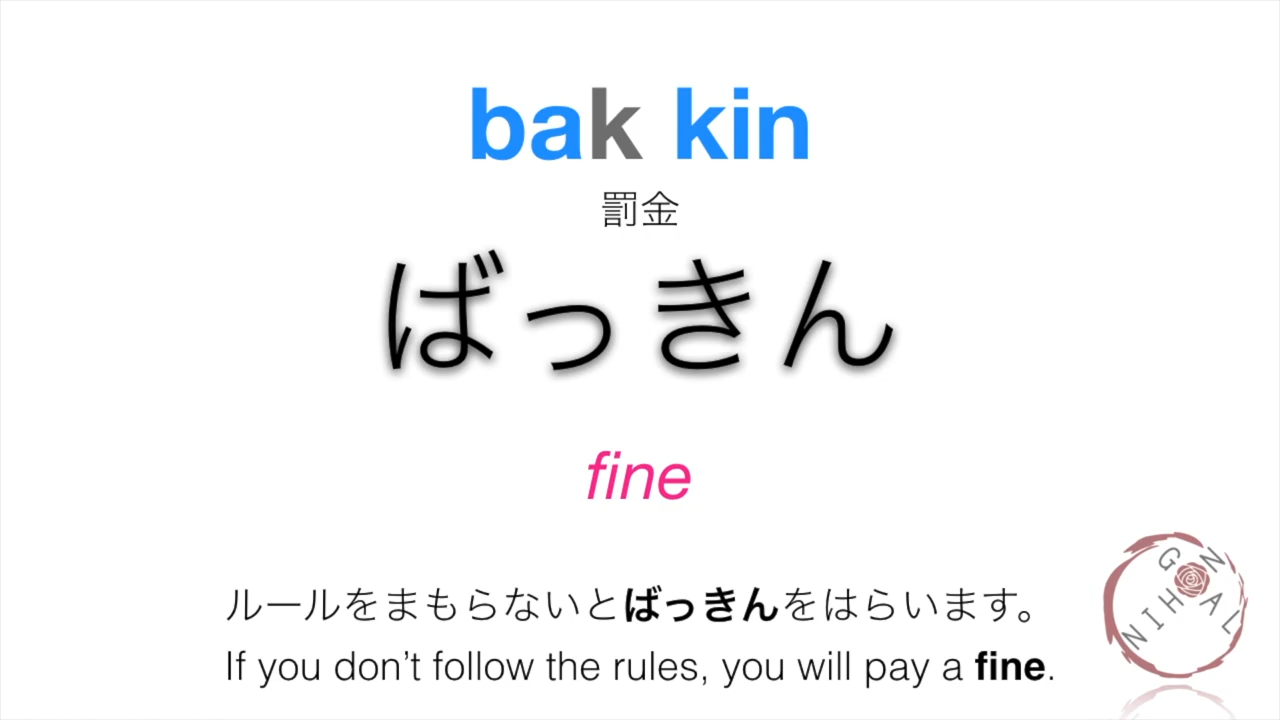 bak kin
罰金
ばっきん
fine
ルールをまもらないとばっきんをはらいます。
If you don't follow the rules, you will pay a fine.
NIHONGOAL